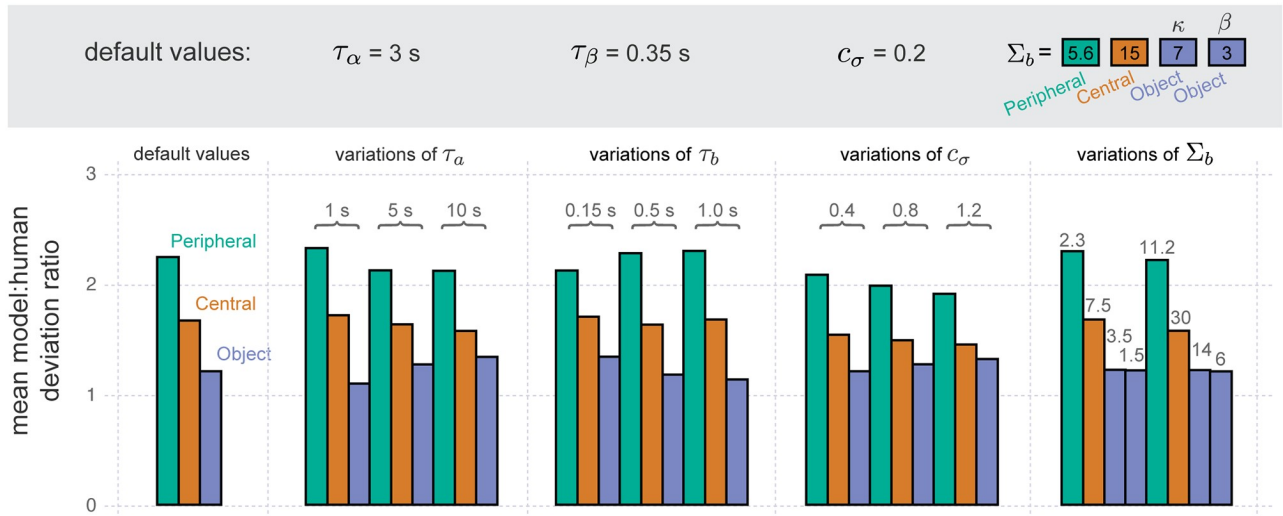 κ β
default values: τα = 3 s τβ = 0.35 s cσ = 0.2 Σb = 5.6 15 7 3
Peripheral Central Object Object
default values variations of τa variations of τb variations of cσ variations of Σb
mean model:human
deviation ratio
3
2
1
0
Peripheral
Central
Object
1 s 5 s 10 s
0.15 s 0.5 s 1.0 s
0.4 0.8 1.2
2.3 7.5 3.5 1.5 11.2 30 14 6